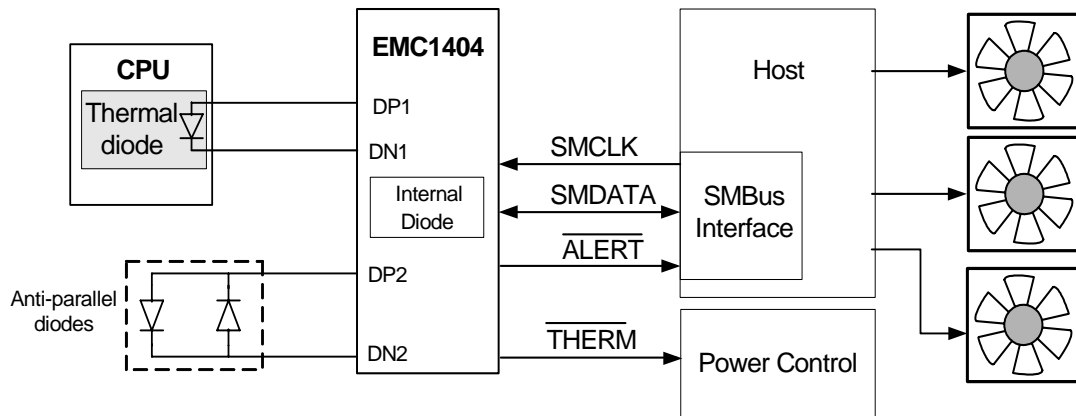 EMC1404
CPU
Thermal
diode
DP1
DN1
Internal
Diode
DP2
DN2
Anti-parallel
diodes
SMCLK
SMDATA
ALERT
THERM
Host
SMBus
Interface
Power Control